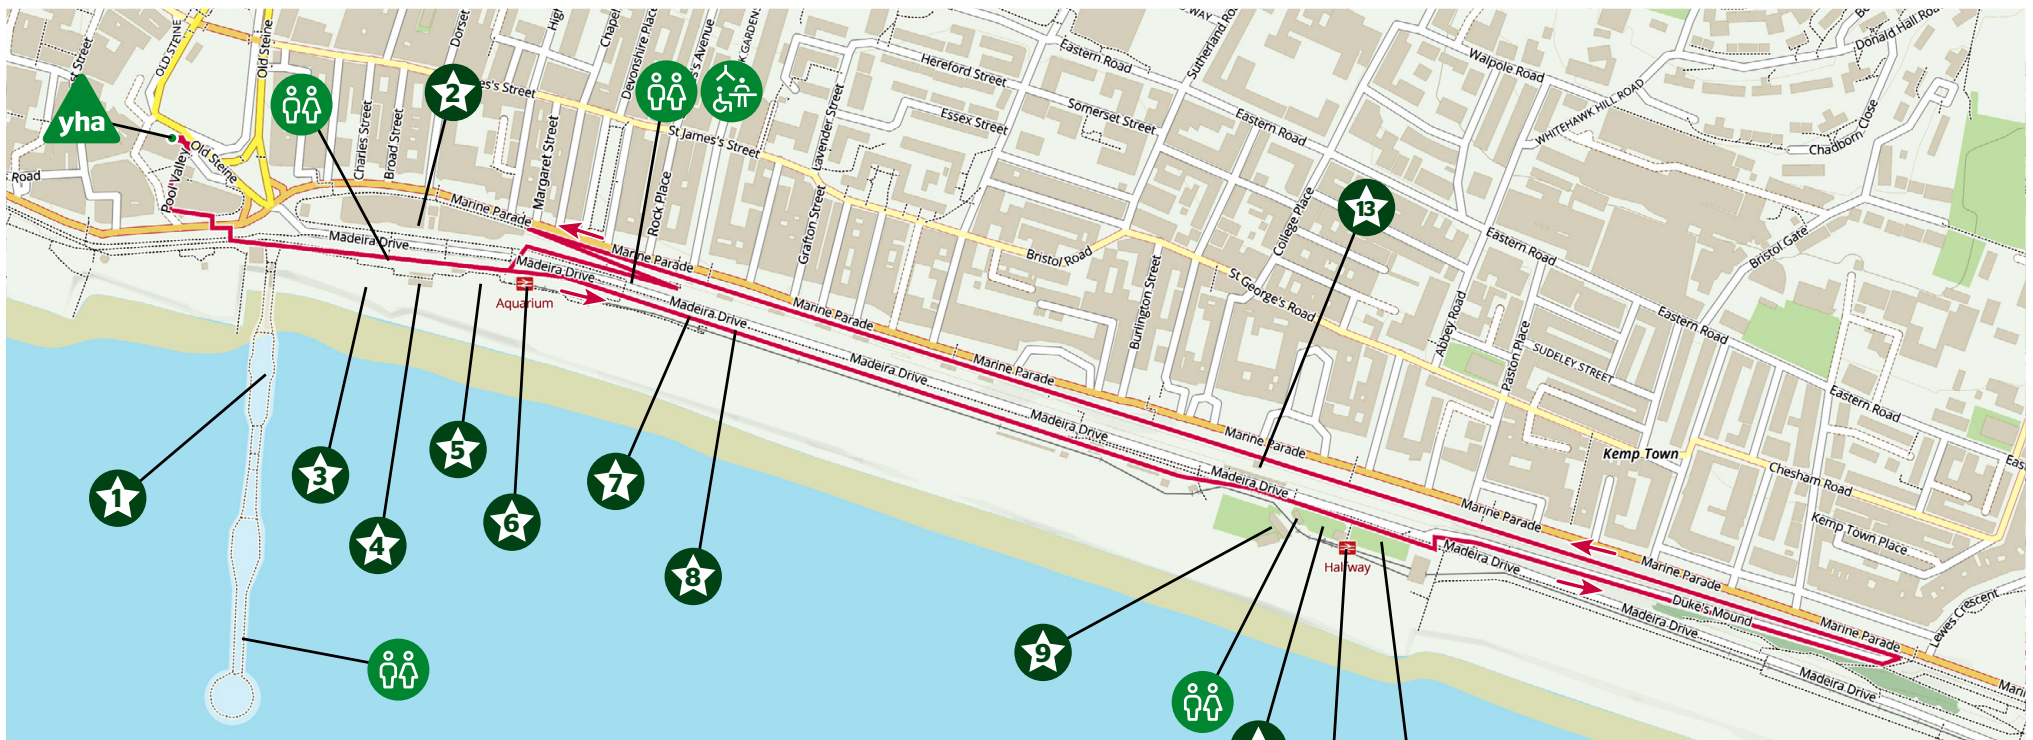 OLD STEINE
Old Steine
Dorset
Donald Hall Road
Walpole Road
Eastern Road
Hereford Street
Devonshire Place
Sutherland Road
WHITEHAWK HILL ROAD
Chadborn Close
yha
2
Somerset Street
Essex Street
Eastern Road
St James's Street
Lavender Street
Charles Street
Broad Street
Margaret Street
Old Steine
Pool Valley
Road
Rock Place
Grafton Street
College Place
13
Marine Parade
Madeira Drive
Marine Parade
Bristol Road
Bristol Gate
Eastern Road
St George's Road
Burlington Street
Madeira Drive
Aquarium
Madeira Drive
Marine Parade
Abbey Road
Paston Place
Eastern Road
SUDELEY STREET
Madeira Drive
Marine Parade
Eastern Road
Madeira Drive
Marine Parade
Kemp Town
Chesham Road
Madeira Drive
1
3
5
4
6
7
8
Marine Parade
Kemp Town Place
Halfway
Madeira Drive
Marine Parade
Duke's Mound
Madeira Drive
Marine Parade
Lewes Crescent
9
Madeira Drive